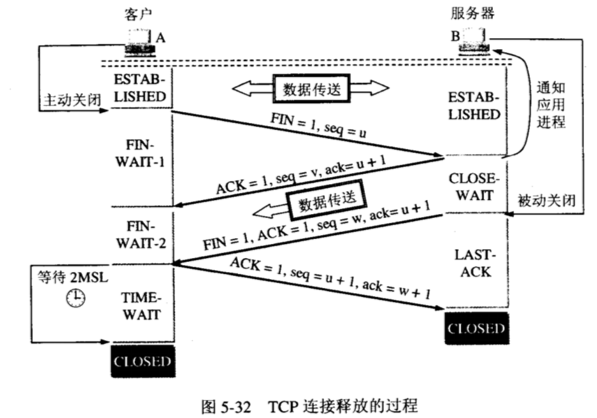 客户
服务器
A
B
主动关闭
ESTAB-
LISHED
数据传送
ESTAB-
LISHED
通知
应用
进程
FIN = 1, seq = u
FIN-
WAIT-1
ACK = 1, seq = v, ack= u + 1
CLOSE-
WAIT
数据传送
被动关闭
FIN = 1, ACK = 1, seq = w, ack= u + 1
FIN-
WAIT-2
LAST-
ACK
ACK = 1, seq = u + 1, ack = w + 1
等待 2MSL
TIME-
WAIT
CLOSED
CLOSED
图 5-32 TCP 连接释放的过程